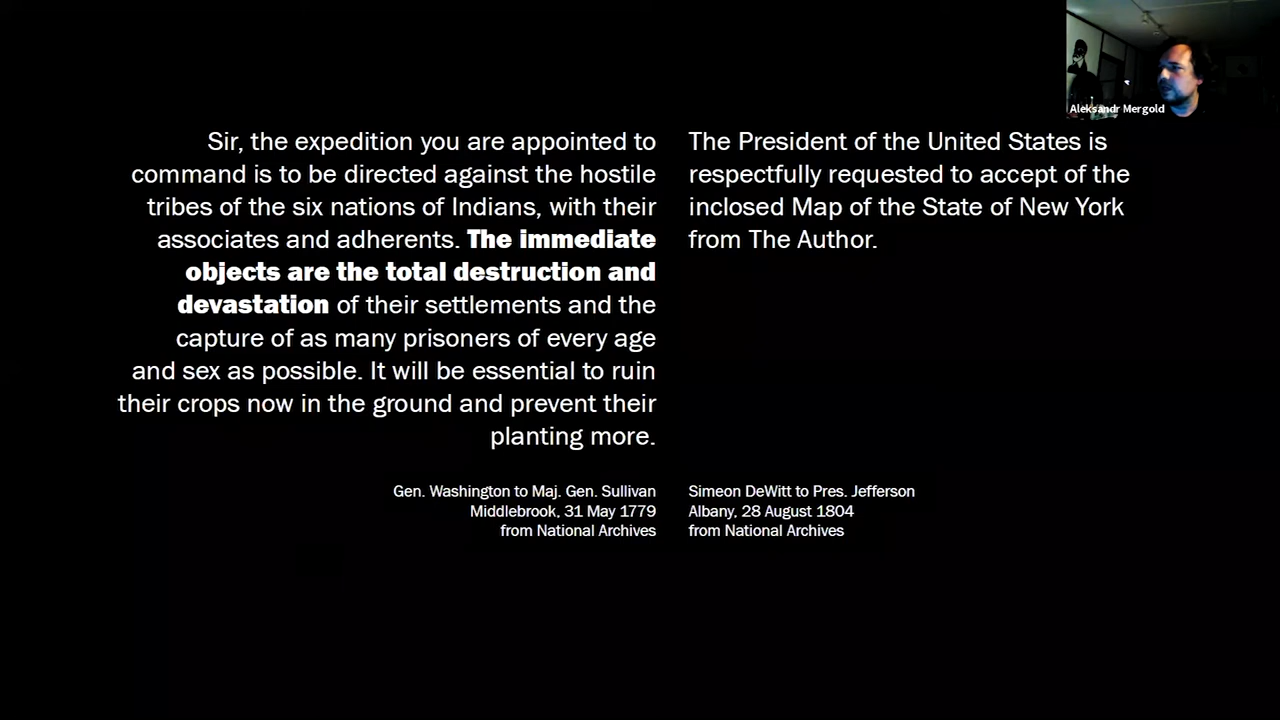 Aleksandr Mergold
Sir, the expedition you are appointed to
command is to be directed against the hostile
tribes of the six nations of Indians, with their
associates and adherents. The immediate
objects are the total destruction and
devastation of their settlements and the
capture of as many prisoners of every age
and sex as possible. It will be essential to ruin
their crops now in the ground and prevent their
planting more.
Gen. Washington to Maj. Gen. Sullivan
Middlebrook, 31 May 1779
from National Archives
The President of the United States is
respectfully requested to accept of the
inclosed Map of the State of New York
from The Author.
Simeon DeWitt to Pres. Jefferson
Albany, 28 August 1804
from National Archives